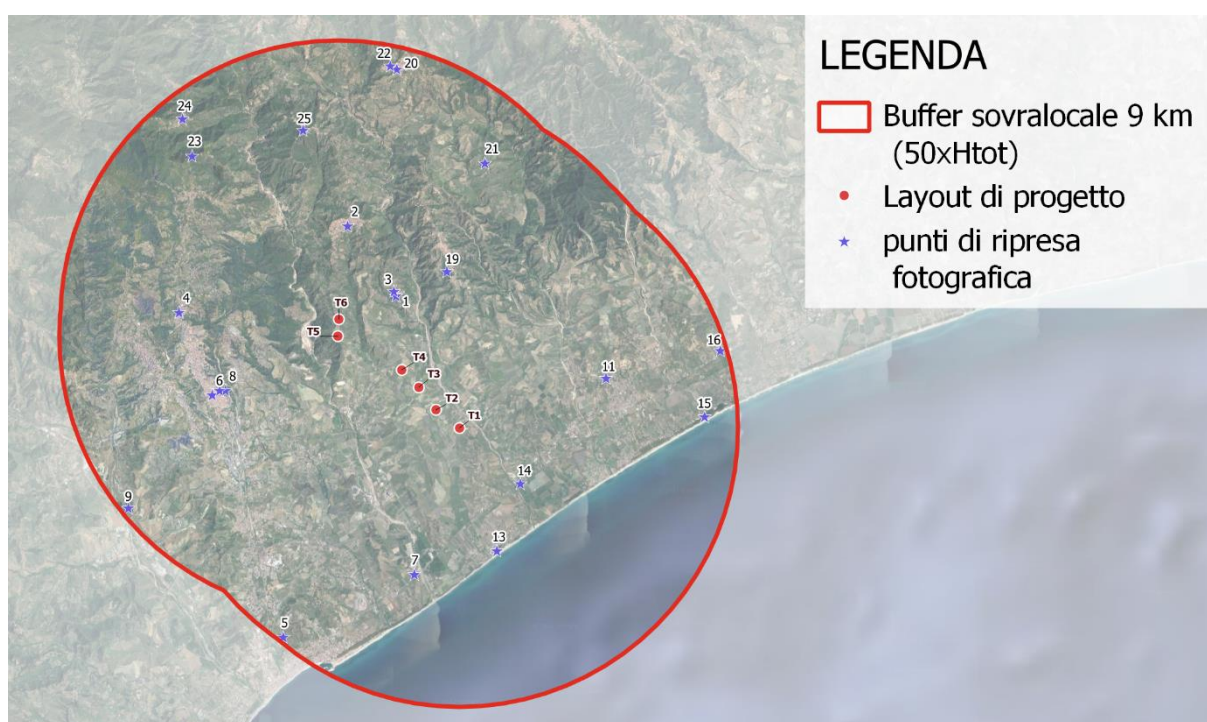 LEGENDA
Buffer sovralocale 9 km
(50xHtot)
Layout di progetto
punti di ripresa
fotografica
22
20
24
25
23
21
2
19
3
1
4
T6
T5
16
T4
11
T3
6
8
T2
15
T1
14
9
13
7
5